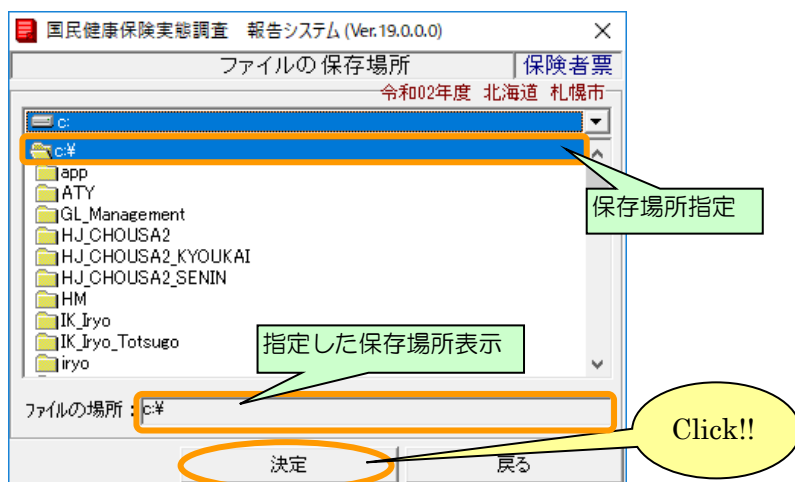 国民健康保険実態調査 報告システム (Ver.19.0.0.0)
ファイルの保存場所
保険者票
令和02年度 北海道 札幌市
c:
c:¥
app
ATY
GL_Management
HJ_CHOUSA2
HJ_CHOUSA2_KYOUKAI
HJ_CHOUSA2_SENIN
HM
IK_Iryo
IK_Iryo_Totsugo
iryo
保存場所指定
指定した保存場所表示
ファイルの場所：c:¥
Click!!
決定
戻る